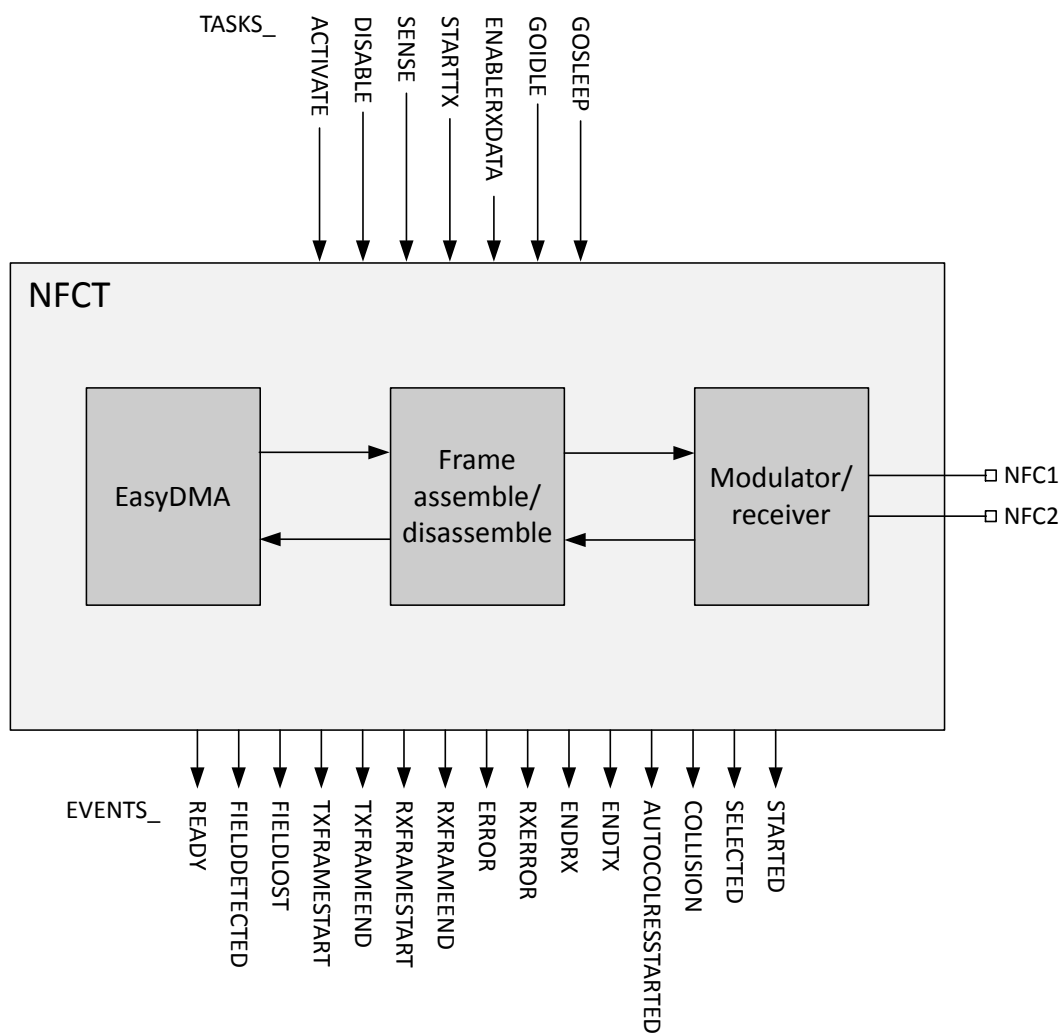 TASKS_
ACTIVATE
DISABLE
SENSE
STARTTX
ENABLERXDATA
GOIDLE
GOSLEEP
NFCT
EasyDMA
Frame
assemble/
disassemble
Modulator/
receiver
NFC1
NFC2
EVENTS_
READY
FIELDDETECTED
FIELDLOST
TXFRAMESTART
TXFRAMEEND
RXFRAMESTART
RXFRAMEEND
ERROR
RXERROR
ENDRX
ENDTX
AUTOCOLRESSTARTED
COLLISION
SELECTED
STARTED